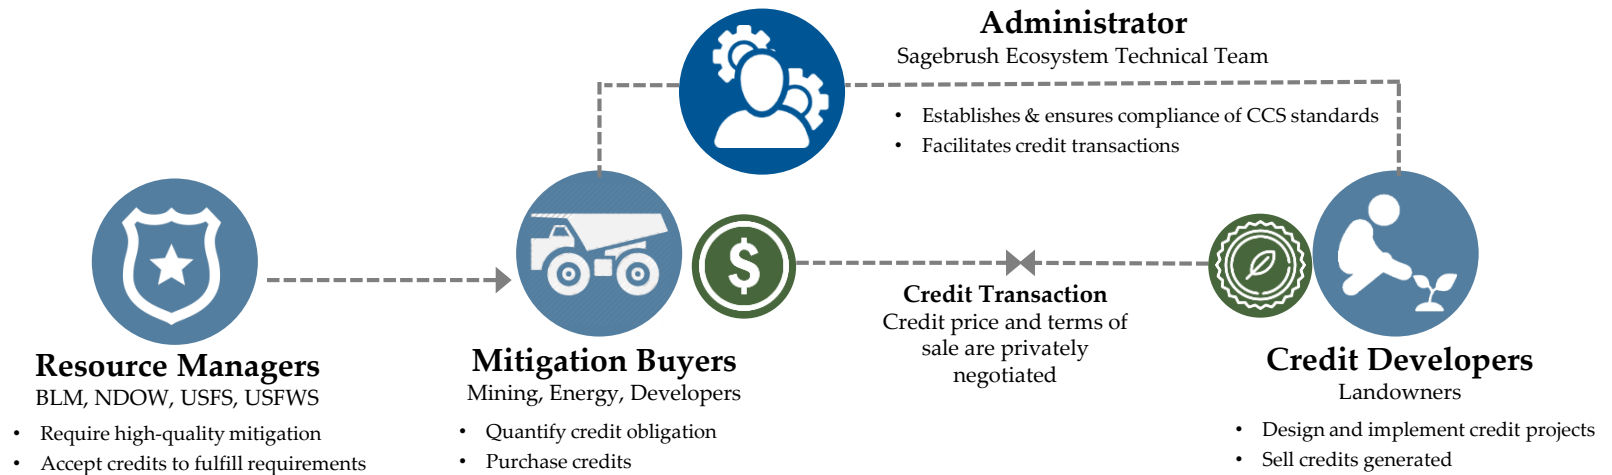 Administrator
Sagebrush Ecosystem Technical Team
• Establishes & ensures compliance of CCS standards
• Facilitates credit transactions
$
Credit Transaction
Credit price and terms of
sale are privately
negotiated
Resource Managers
BLM, NDOW, USFS, USFWS
• Require high-quality mitigation
• Accept credits to fulfill requirements
Mitigation Buyers
Mining, Energy, Developers
• Quantify credit obligation
• Purchase credits
Credit Developers
Landowners
• Design and implement credit projects
• Sell credits generated